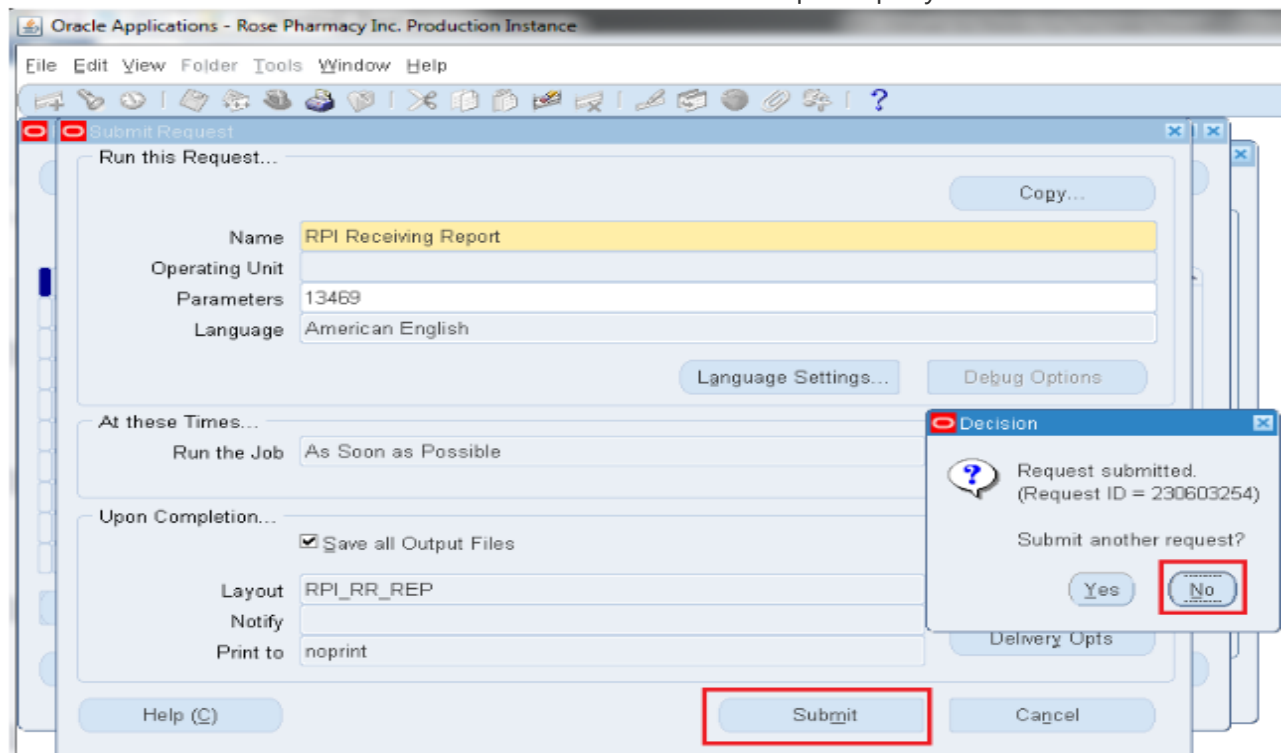 Oracle Applications - Rose Pharmacy Inc. Production Instance
File Edit View Folder Tools Window Help
Submit Request
Run this Request...
Copy...
Name RPI Receiving Report
Operating Unit
Parameters 13469
Language American English
Language Settings... Debug Options
At these Times...
Run the Job As Soon as Possible
Decision
Request submitted.
(Request ID = 230603254)
Submit another request?
Yes No
Upon Completion...
Save all Output Files
Layout RPI_RR_REP
Notify
Print to noprint
Delivery Opts
Help (C) Submit Cancel